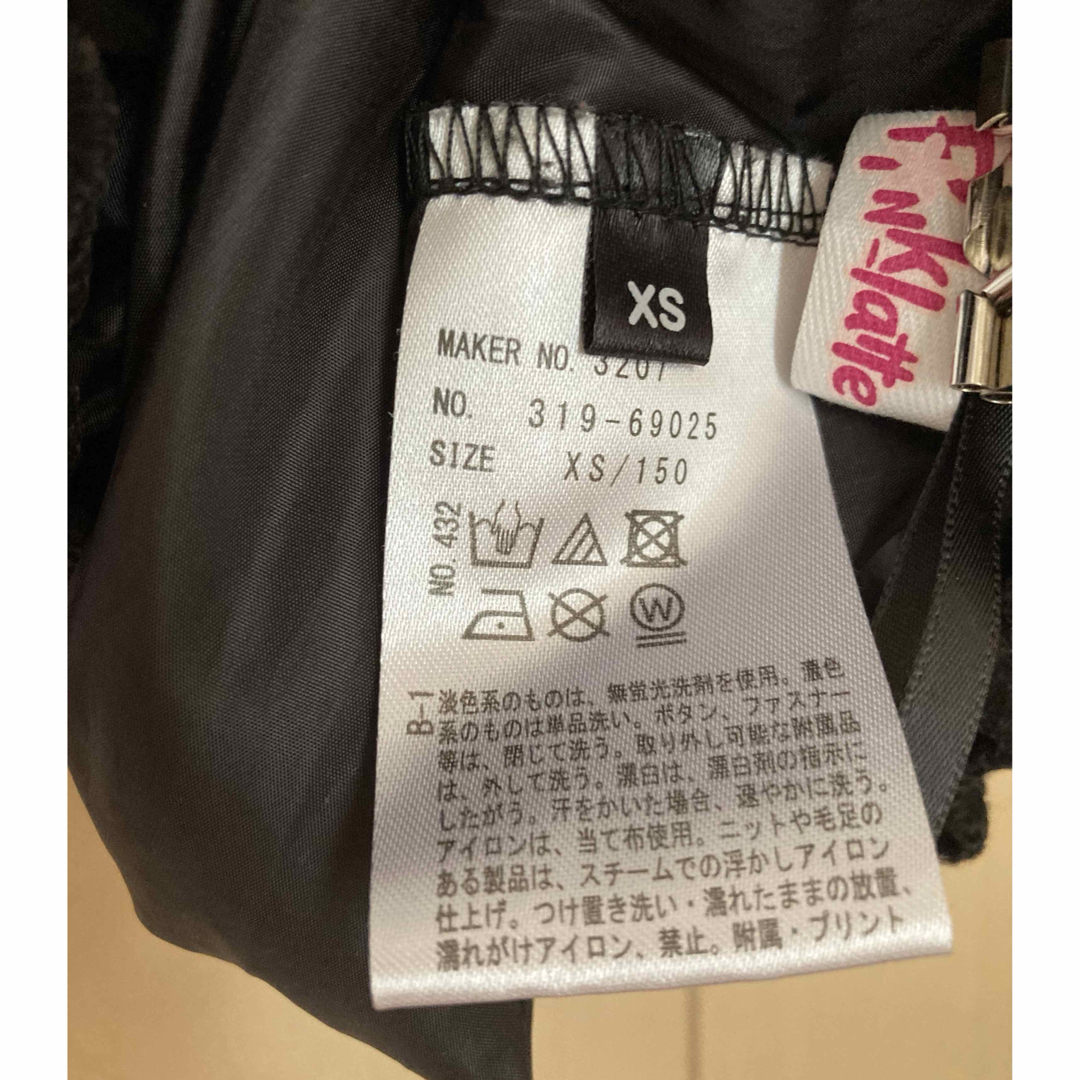 XS
PINK-latte
MAKER NO. 3207
NO. 319-69025
SIZE XS/150
NO. 432
W
B-1
淡色系のものは、無蛍光洗剤を使用。濃色
系のものは単品洗い。ボタン、ファスナー
等は、閉じて洗う。取り外し可能な附属品
は、外して洗う。漂白は、漂白剤の指示に
したがう。汗をかいた場合、速やかに洗う。
アイロンは、当て布使用。ニットや毛足の
ある製品は、スチームでの浮かしアイロン
仕上げ。つけ置き洗い・濡れたままの放置、
濡れがけアイロン、禁止。附属・プリント